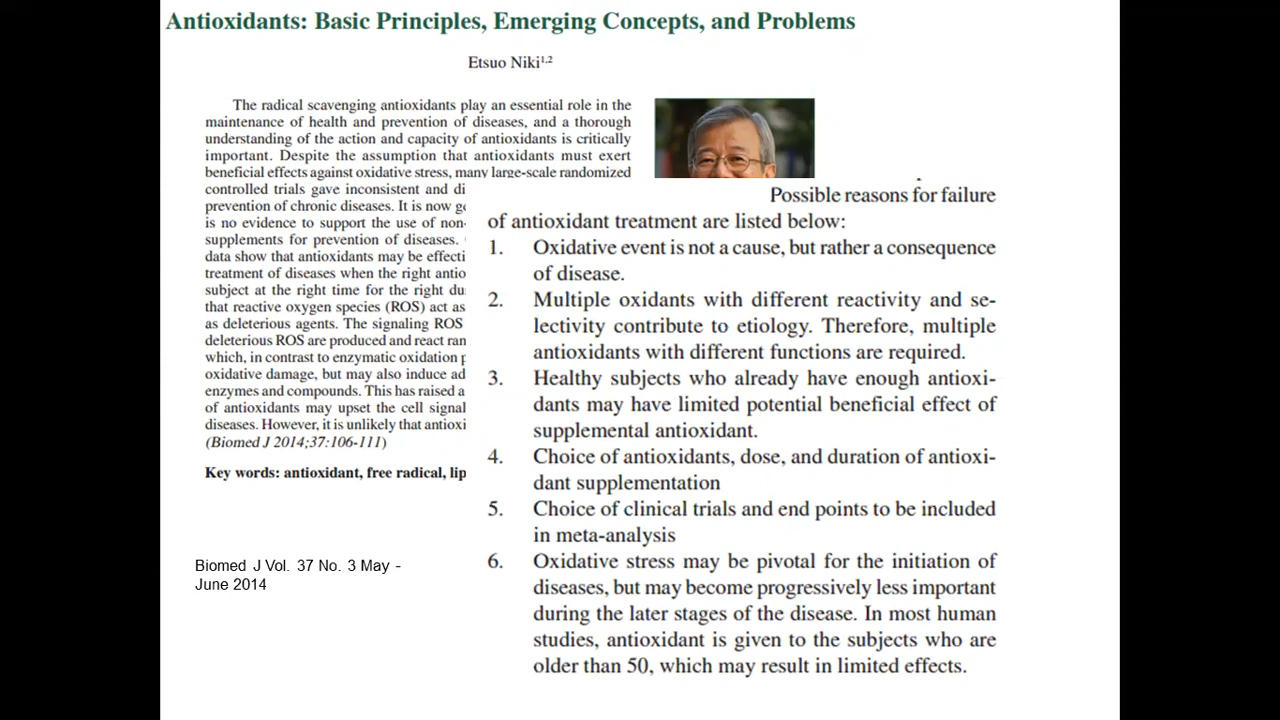 Antioxidants: Basic Principles, Emerging Concepts, and Problems
Etsuo Niki1,2
The radical scavenging antioxidants play an essential role in the
maintenance of health and prevention of diseases, and a thorough
understanding of the action and capacity of antioxidants is critically
important. Despite the assumption that antioxidants must exert
beneficial effects against oxidative stress, many large-scale randomized
controlled trials gave inconsistent and di
prevention of chronic diseases. It is now
is no evidence to support the use of non-
supplements for prevention of diseases.
data show that antioxidants may be effecti
treatment of diseases when the right antio
subject at the right time for the right du
that reactive oxygen species (ROS) act as
as deleterious agents. The signaling ROS
deleterious ROS are produced and react ran
which, in contrast to enzymatic oxidation
oxidative damage, but may also induce ad
enzymes and compounds. This has raised a
of antioxidants may upset the cell signal
diseases. However, it is unlikely that antioxi
(Biomed J 2014;37:106-111)
Key words: antioxidant, free radical, lip
Biomed J Vol. 37 No. 3 May -
June 2014
Possible reasons for failure
of antioxidant treatment are listed below:
1. Oxidative event is not a cause, but rather a consequence
of disease.
2. Multiple oxidants with different reactivity and se-
lectivity contribute to etiology. Therefore, multiple
antioxidants with different functions are required.
3. Healthy subjects who already have enough antioxi-
dants may have limited potential beneficial effect of
supplemental antioxidant.
4. Choice of antioxidants, dose, and duration of antioxi-
dant supplementation
5. Choice of clinical trials and end points to be included
in meta-analysis
6. Oxidative stress may be pivotal for the initiation of
diseases, but may become progressively less important
during the later stages of the disease. In most human
studies, antioxidant is given to the subjects who are
older than 50, which may result in limited effects.